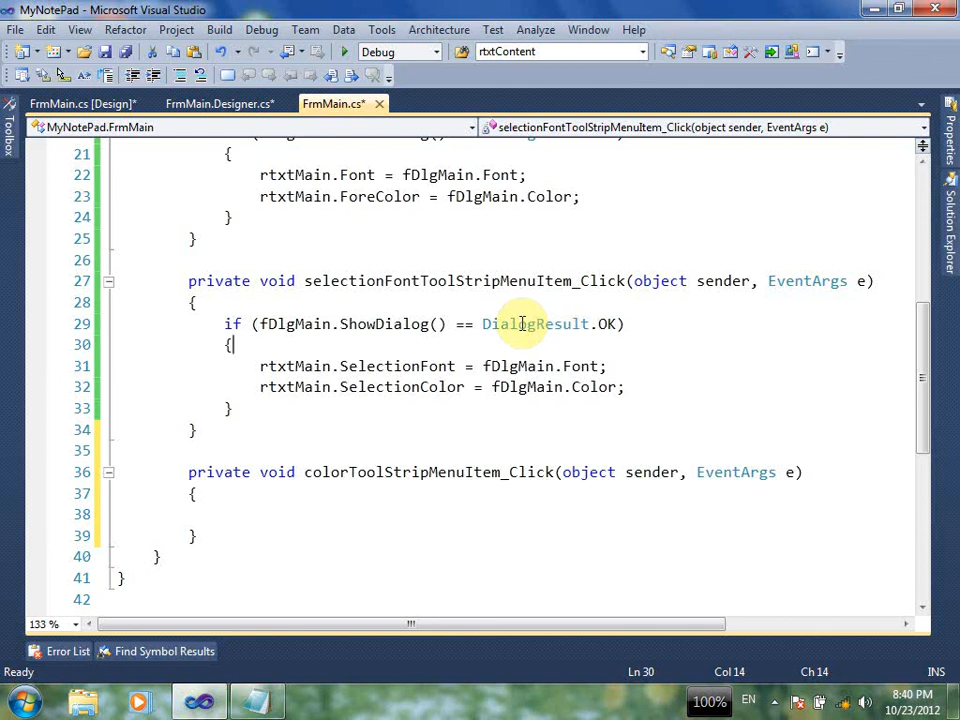 MyNotePad - Microsoft Visual Studio
File Edit View Refactor Project Build Debug Team Data Tools Architecture Test Analyze Window Help
Debug rtxtContent
FrmMain.cs [Design]* FrmMain.Designer.cs* FrmMain.cs*
MyNotePad.FrmMain selectionFontToolStripMenuItem_Click(object sender, EventArgs e)
21 {
22 rtxtMain.Font = fDlgMain.Font;
23 rtxtMain.ForeColor = fDlgMain.Color;
24 }
25 }
26
27 private void selectionFontToolStripMenuItem_Click(object sender, EventArgs e)
28 {
29 if (fDlgMain.ShowDialog() == DialogResult.OK)
30 {
31 rtxtMain.SelectionFont = fDlgMain.Font;
32 rtxtMain.SelectionColor = fDlgMain.Color;
33 }
34 }
35
36 private void colorToolStripMenuItem_Click(object sender, EventArgs e)
37 {
38
39 }
40 }
41 }
42
133 %
Error List Find Symbol Results
Ready Ln 30 Col 14 Ch 14 INS
100% EN 8:40 PM
10/23/2012
Toolbox
Properties
Solution Explorer